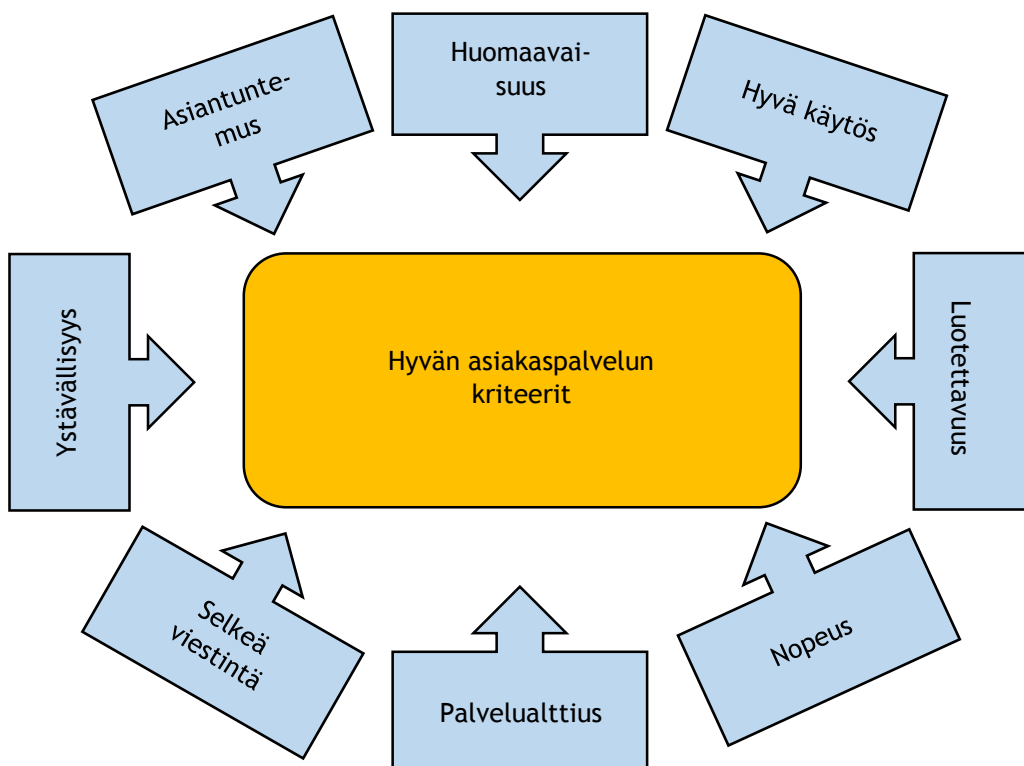 Asiantunte-
mus
Huomaavai-
suus
Hyvä käytös
Ystävällisyys
Hyvän asiakaspalvelun
kriteerit
Luotettavuus
Selkeä
viestintä
Palvelualttius
Nopeus